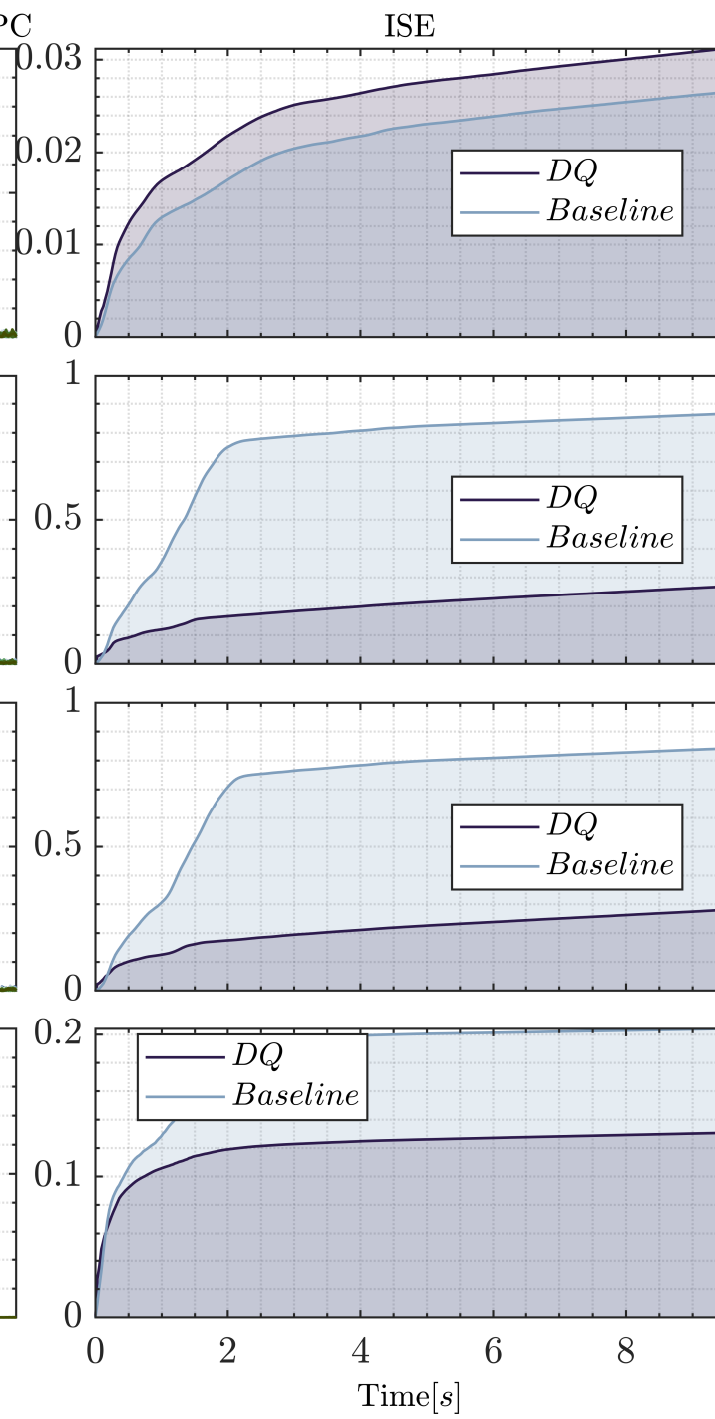 PC ISE
0.03
0.02
0.01
0
DQ
Baseline
1
0.5
0
DQ
Baseline
1
0.5
0
DQ
Baseline
0.2
0.1
0
DQ
Baseline
0 2 4 6 8
Time[s]